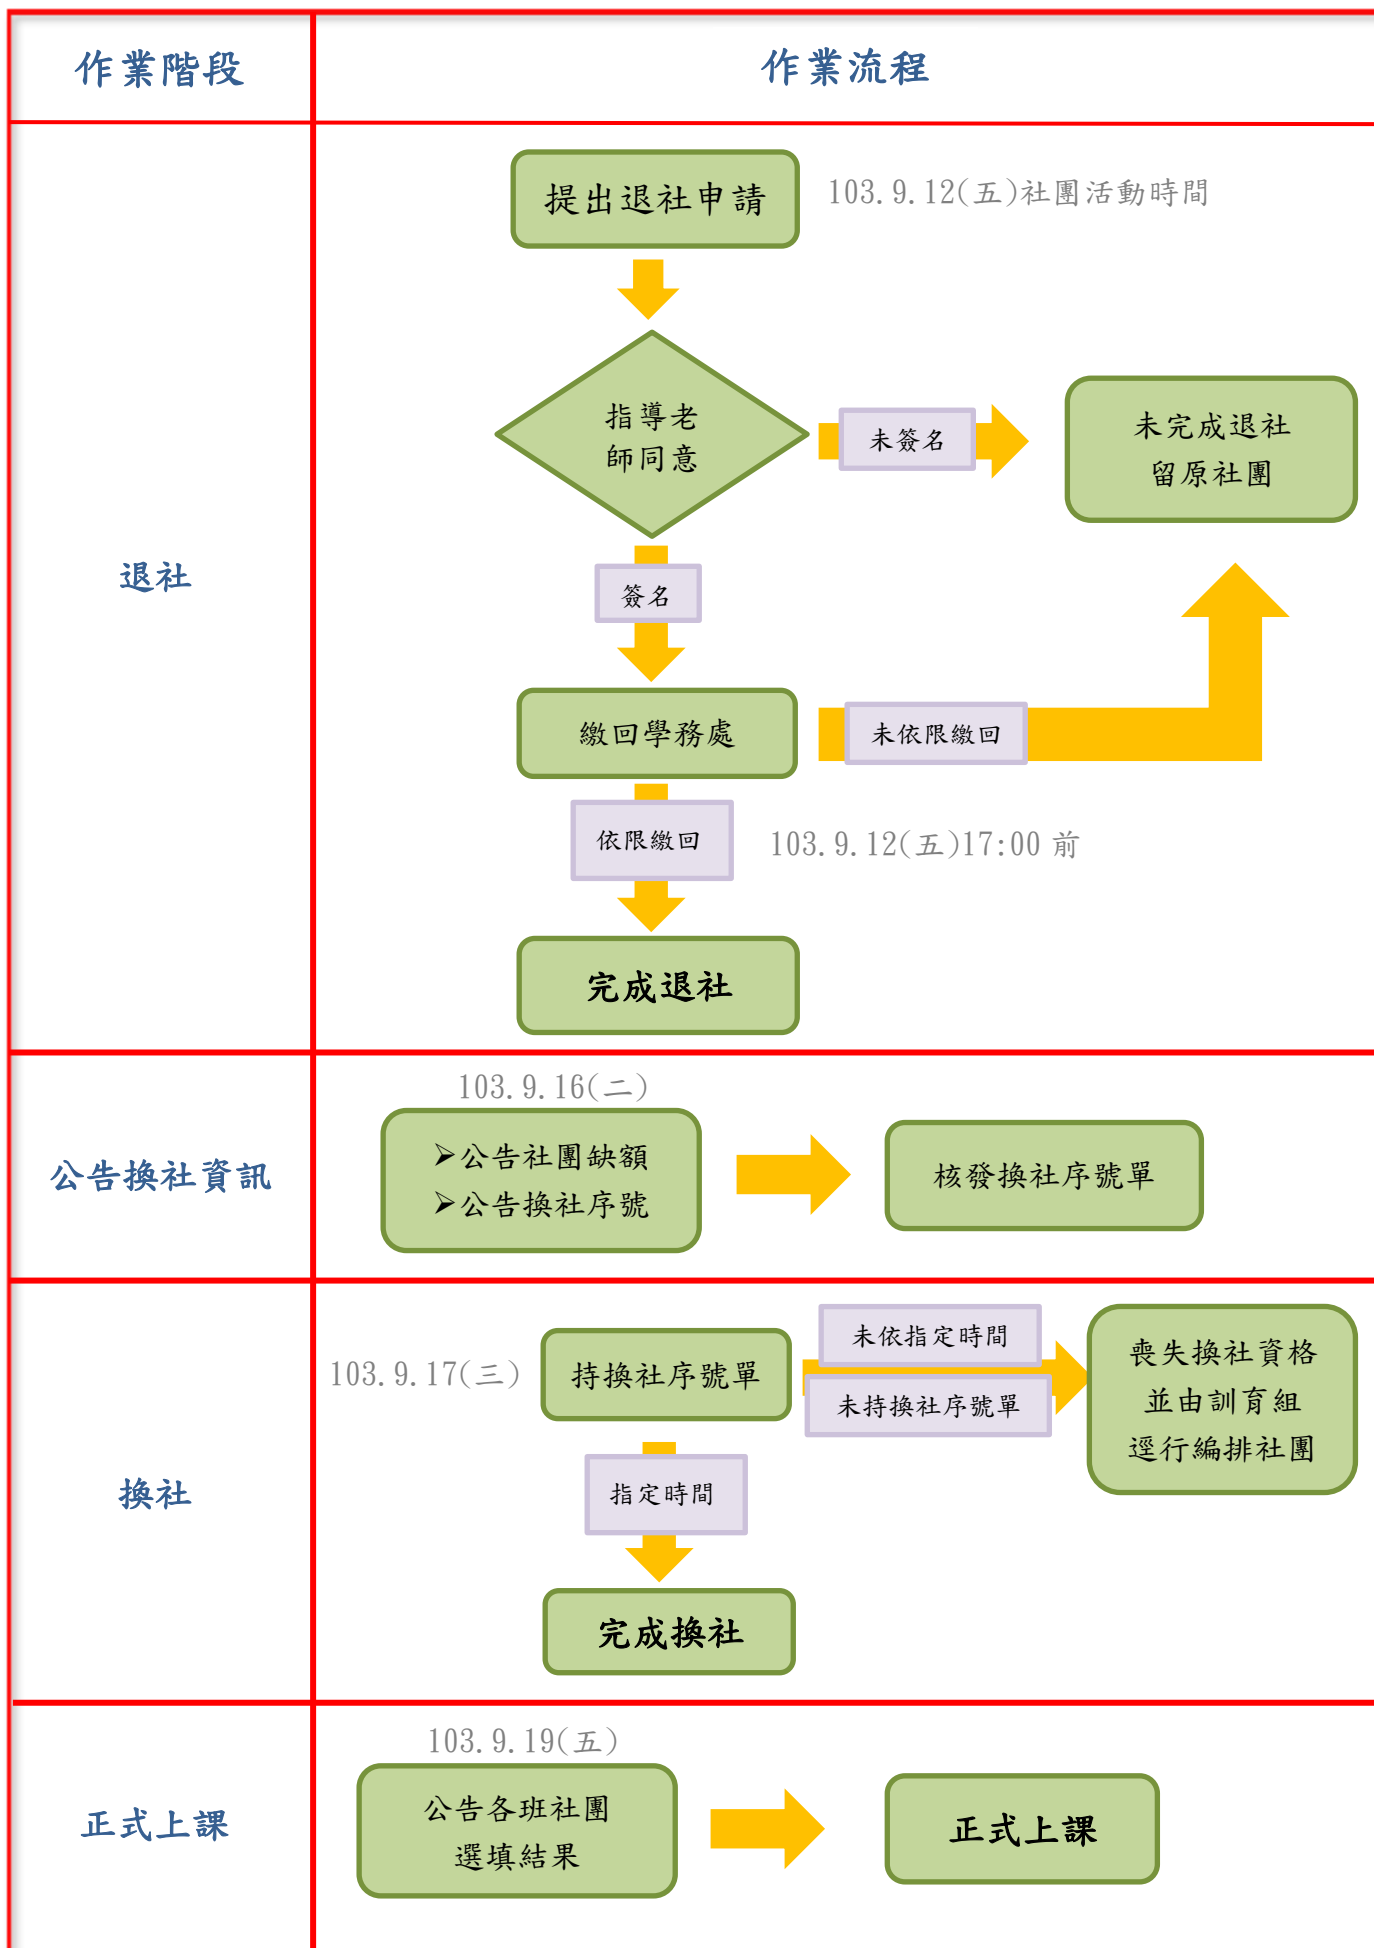 作業階段
作業流程
退社
提出退社申請
103.9.12(五)社團活動時間
指導老
師同意
未簽名
未完成退社
留原社團
簽名
繳回學務處
未依限繳回
依限繳回
103.9.12(五)17:00 前
完成退社
公告換社資訊
103.9.16(二)
➢公告社團缺額
➢公告換社序號
核發換社序號單
換社
103.9.17(三)
持換社序號單
未依指定時間
未持換社序號單
喪失換社資格
並由訓育組
逕行編排社團
指定時間
完成換社
正式上課
103.9.19(五)
公告各班社團
選填結果
正式上課